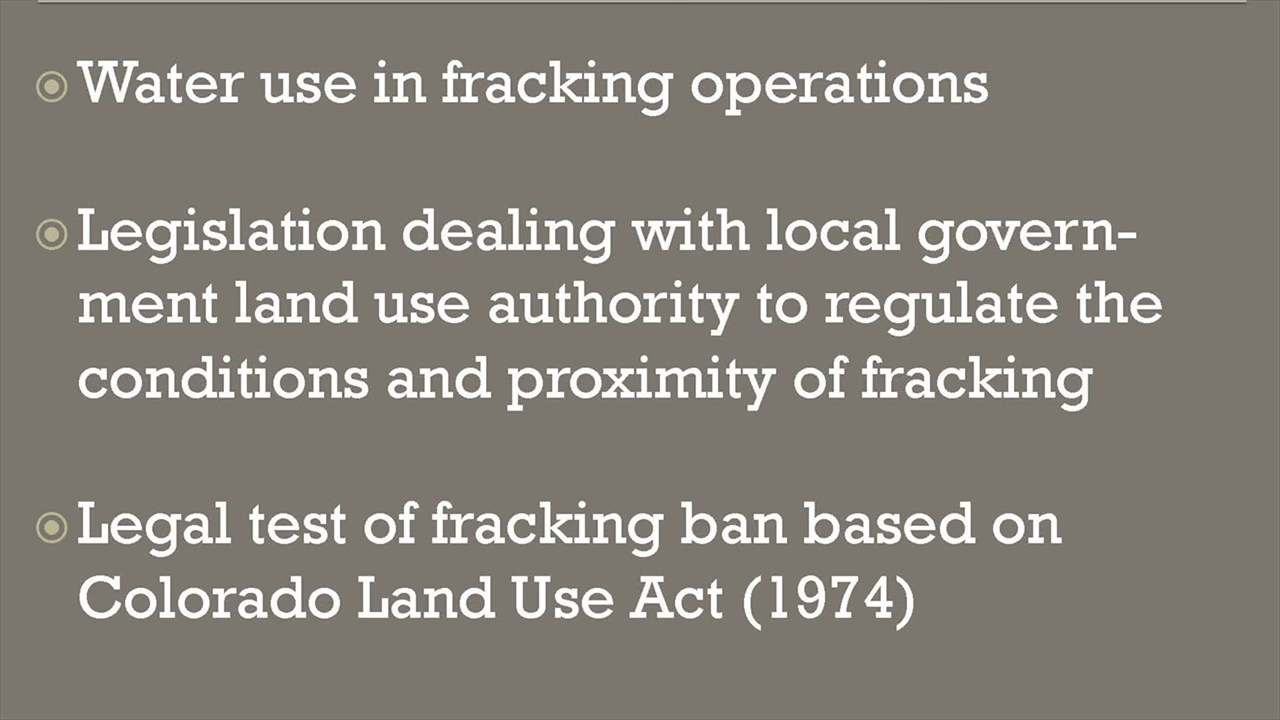 Water use in fracking operations
Legislation dealing with local govern-
ment land use authority to regulate the
conditions and proximity of fracking
Legal test of fracking ban based on
Colorado Land Use Act (1974)